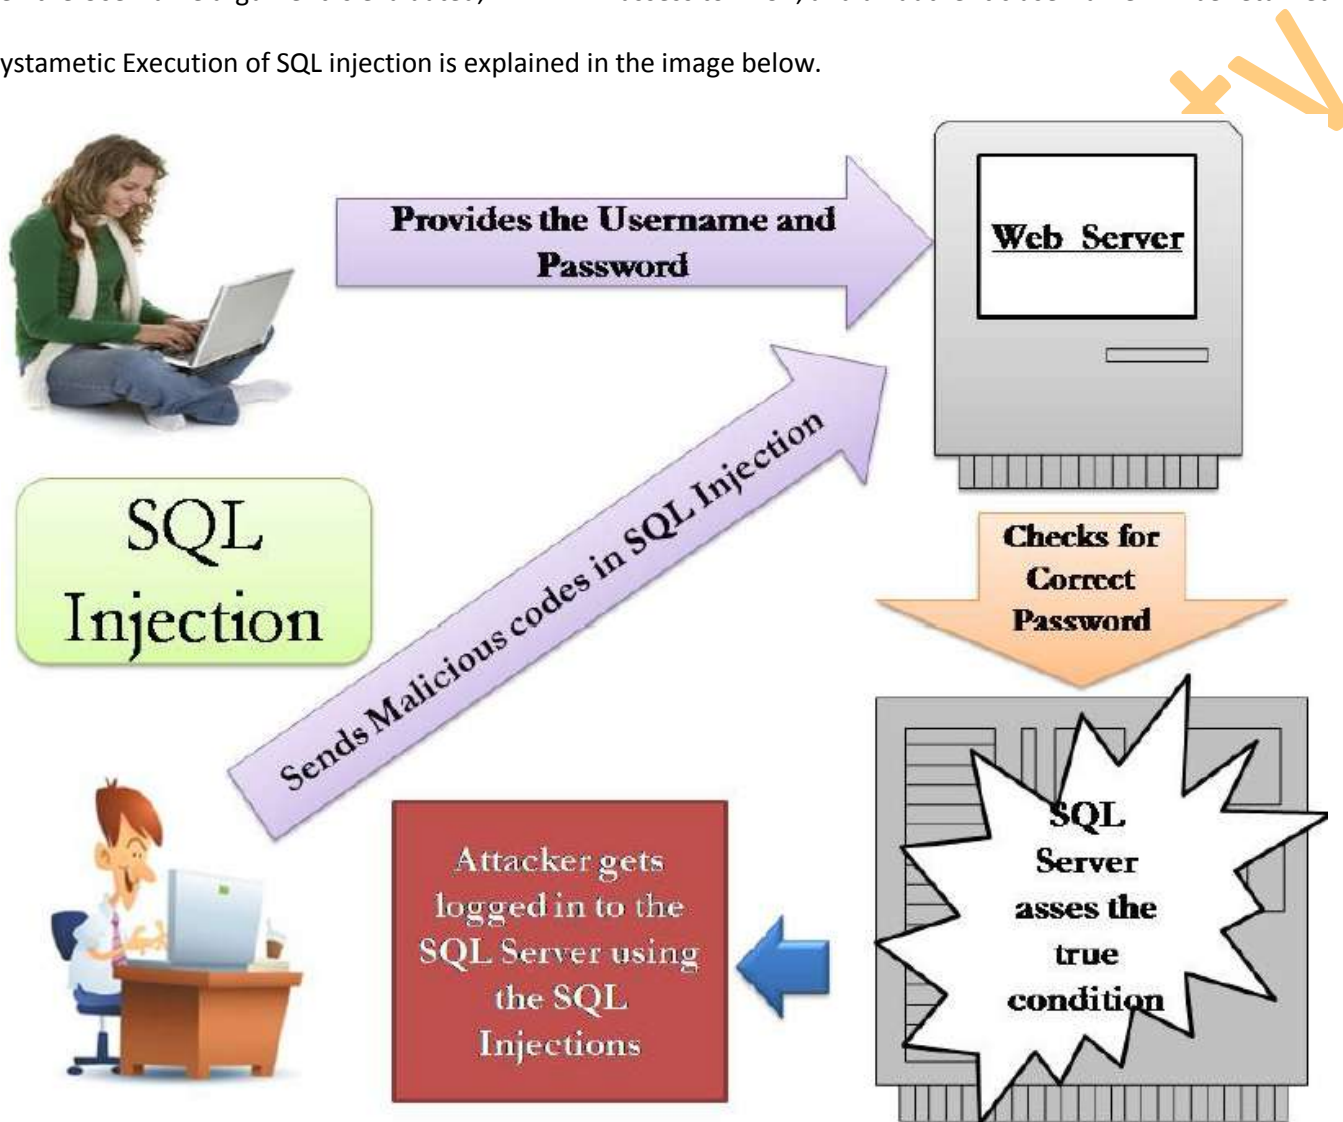 ystametic Execution of SQL injection is explained in the image below.
Provides the Username and
Password
Web Server
Sends Malicious codes in SQL Injection
SQL
Injection
Checks for
Correct
Password
SQL
Server
asses the
true
condition
Attacker gets
logged in to the
SQL Server using
the SQL
Injections